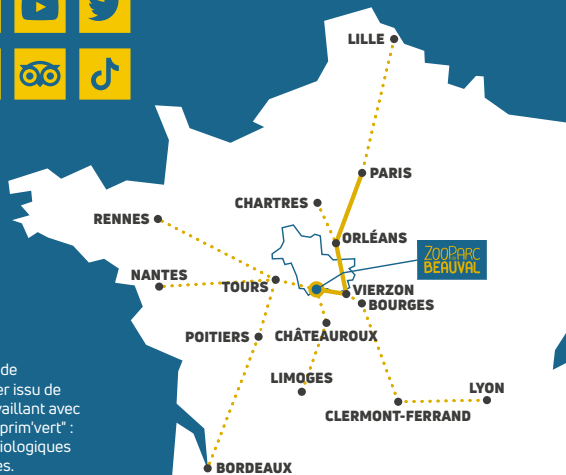 LILLE
PARIS
CHARTRES
RENNES
ORLÉANS
ZOOPARC
BEAUVAL
NANTES
TOURS
VIERZON
BOURGES
POITIERS
CHÂTEAUROUX
LIMOGES
LYON
CLERMONT-FERRAND
BORDEAUX
de
er issu de
vaillant avec
prim'vert" :
iologiques
es.